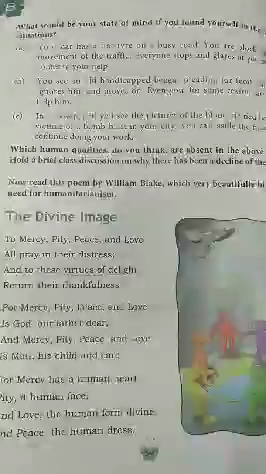 What would be your state of mind if you found yourself in the
situations?
(a) Your car has a on a busy road. You are
movement of the traffic. Everyone stops and glares at you
you help
(b) You see an old handicapped beggar pleading for
ignores him and moves on. Even you for some reason
help him.
(c) In you see the picture of the
victims of a bomb blast in your city. You
continue doing your work.
Which human qualities, do you think, are absent in the above
Hold a brief class discussion on why there has been a decline of the
Now read this poem by William Blake, which very beautifully
need for humanitarianism.
The Divine Image
To Mercy, Pity, Peace, and Love
All pray in their distress,
And to these virtues of delight
Return their thankfulness.
For Mercy, Pity, Peace, and Love
Is God, our father dear,
And Mercy, Pity, Peace, and Love
Is Man, his child and care.
For Mercy has a human heart
Pity, a human face,
And Love, the human form divine,
And Peace, the human dress.